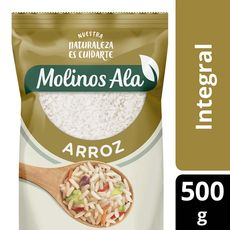 NUESTRA
NATURALEZA
ES CUIDARTE
Molinos Ala
ARROZ
Integral
500
g